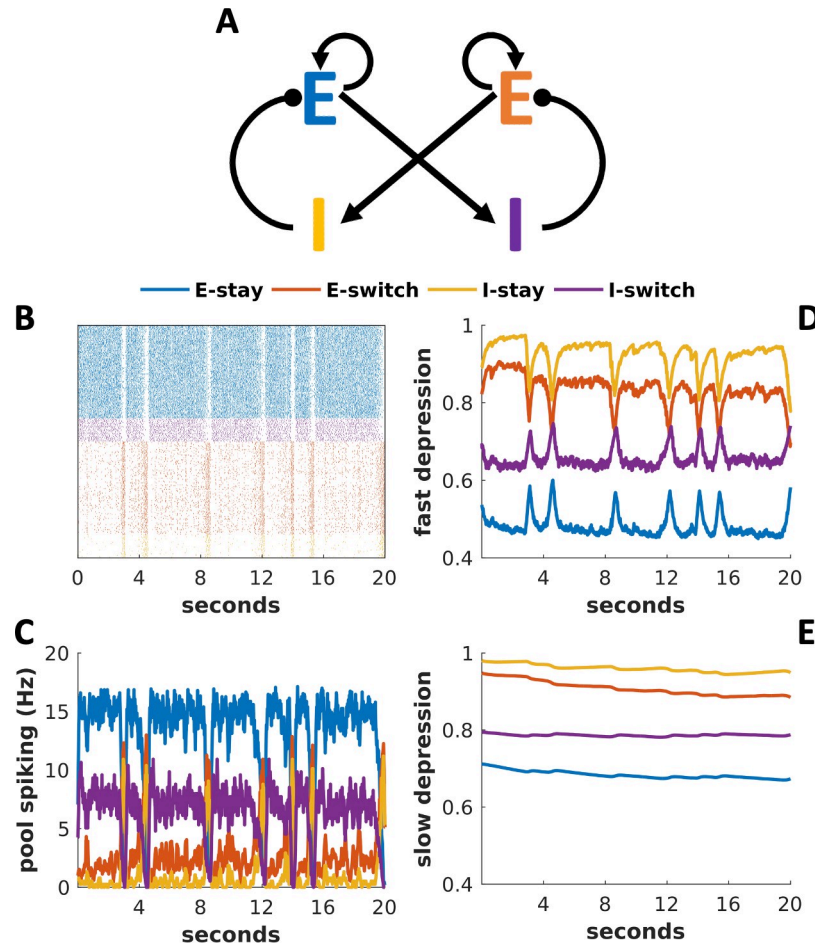 A
E E
I I
E-stay E-switch I-stay I-switch
B
0 4 8 12 16 20
seconds
D
1
0.8
0.6
0.4
fast depression
4 8 12 16 20
seconds
C
20
15
10
5
0
pool spiking (Hz)
4 8 12 16 20
seconds
E
1
0.8
0.6
0.4
slow depression
4 8 12 16 20
seconds